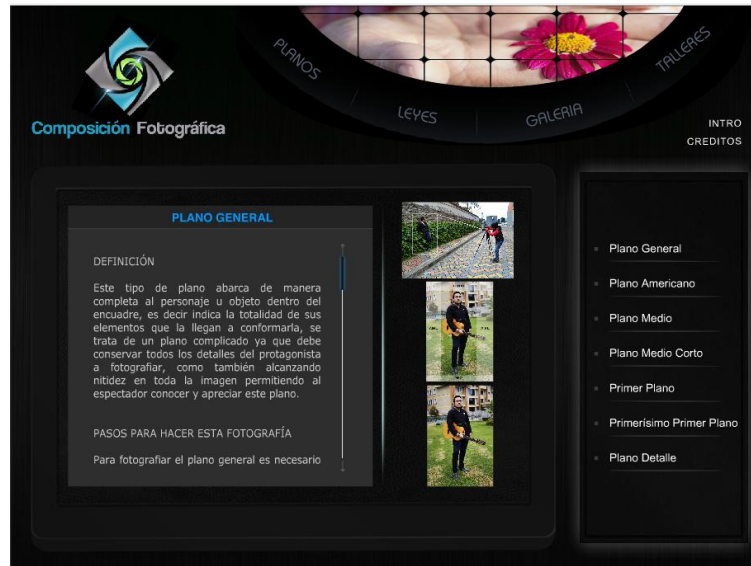 PLANOS
LEYES
GALERIA
TALLERES
Composición Fotográfica
INTRO
CREDITOS
PLANO GENERAL
DEFINICIÓN
Este tipo de plano abarca de manera
completa al personaje u objeto dentro del
encuadre, es decir indica la totalidad de sus
elementos que la llegan a conformarla, se
trata de un plano complicado ya que debe
conservar todos los detalles del protagonista
a fotografiar, como también alcanzando
nitidez en toda la imagen permitiendo al
espectador conocer y apreciar este plano.
PASOS PARA HACER ESTA FOTOGRAFÍA
Para fotografiar el plano general es necesario
Plano General
Plano Americano
Plano Medio
Plano Medio Corto
Primer Plano
Primerísimo Primer Plano
Plano Detalle